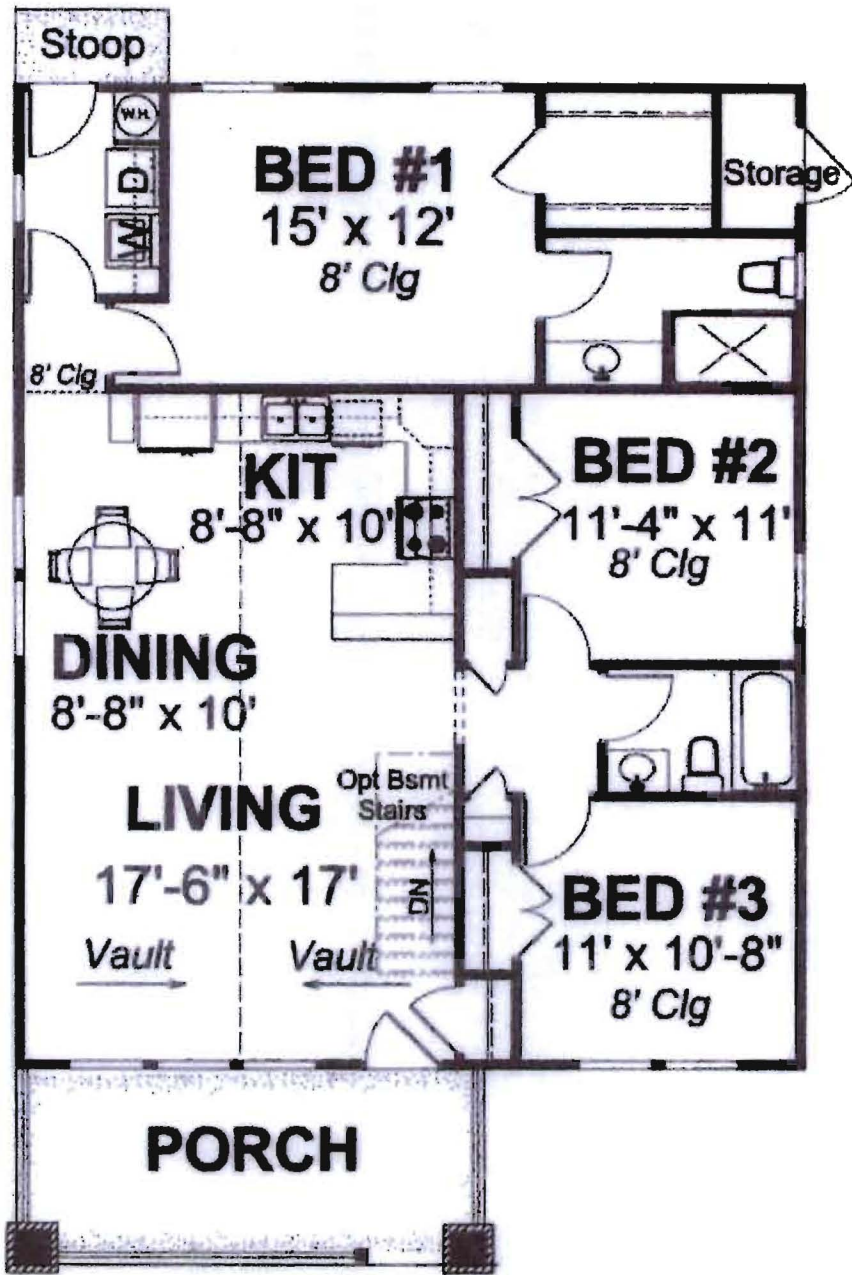 Stoop
W.H.
D
W
BED #1
15' x 12'
8' Clg
Storage
8' Clg
KIT
8'-8" x 10'
BED #2
11'-4" x 11'
8' Clg
DINING
8'-8" x 10'
Opt Bsmt
Stairs
LIVING
17'-6" x 17'
DN
Vault
Vault
BED #3
11' x 10'-8"
8' Clg
PORCH